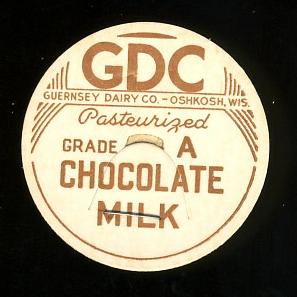 GDC
GUERNSEY DAIRY CO. - OSHKOSH, WIS.
Pasteurized
GRADE A
CHOCOLATE
MILK